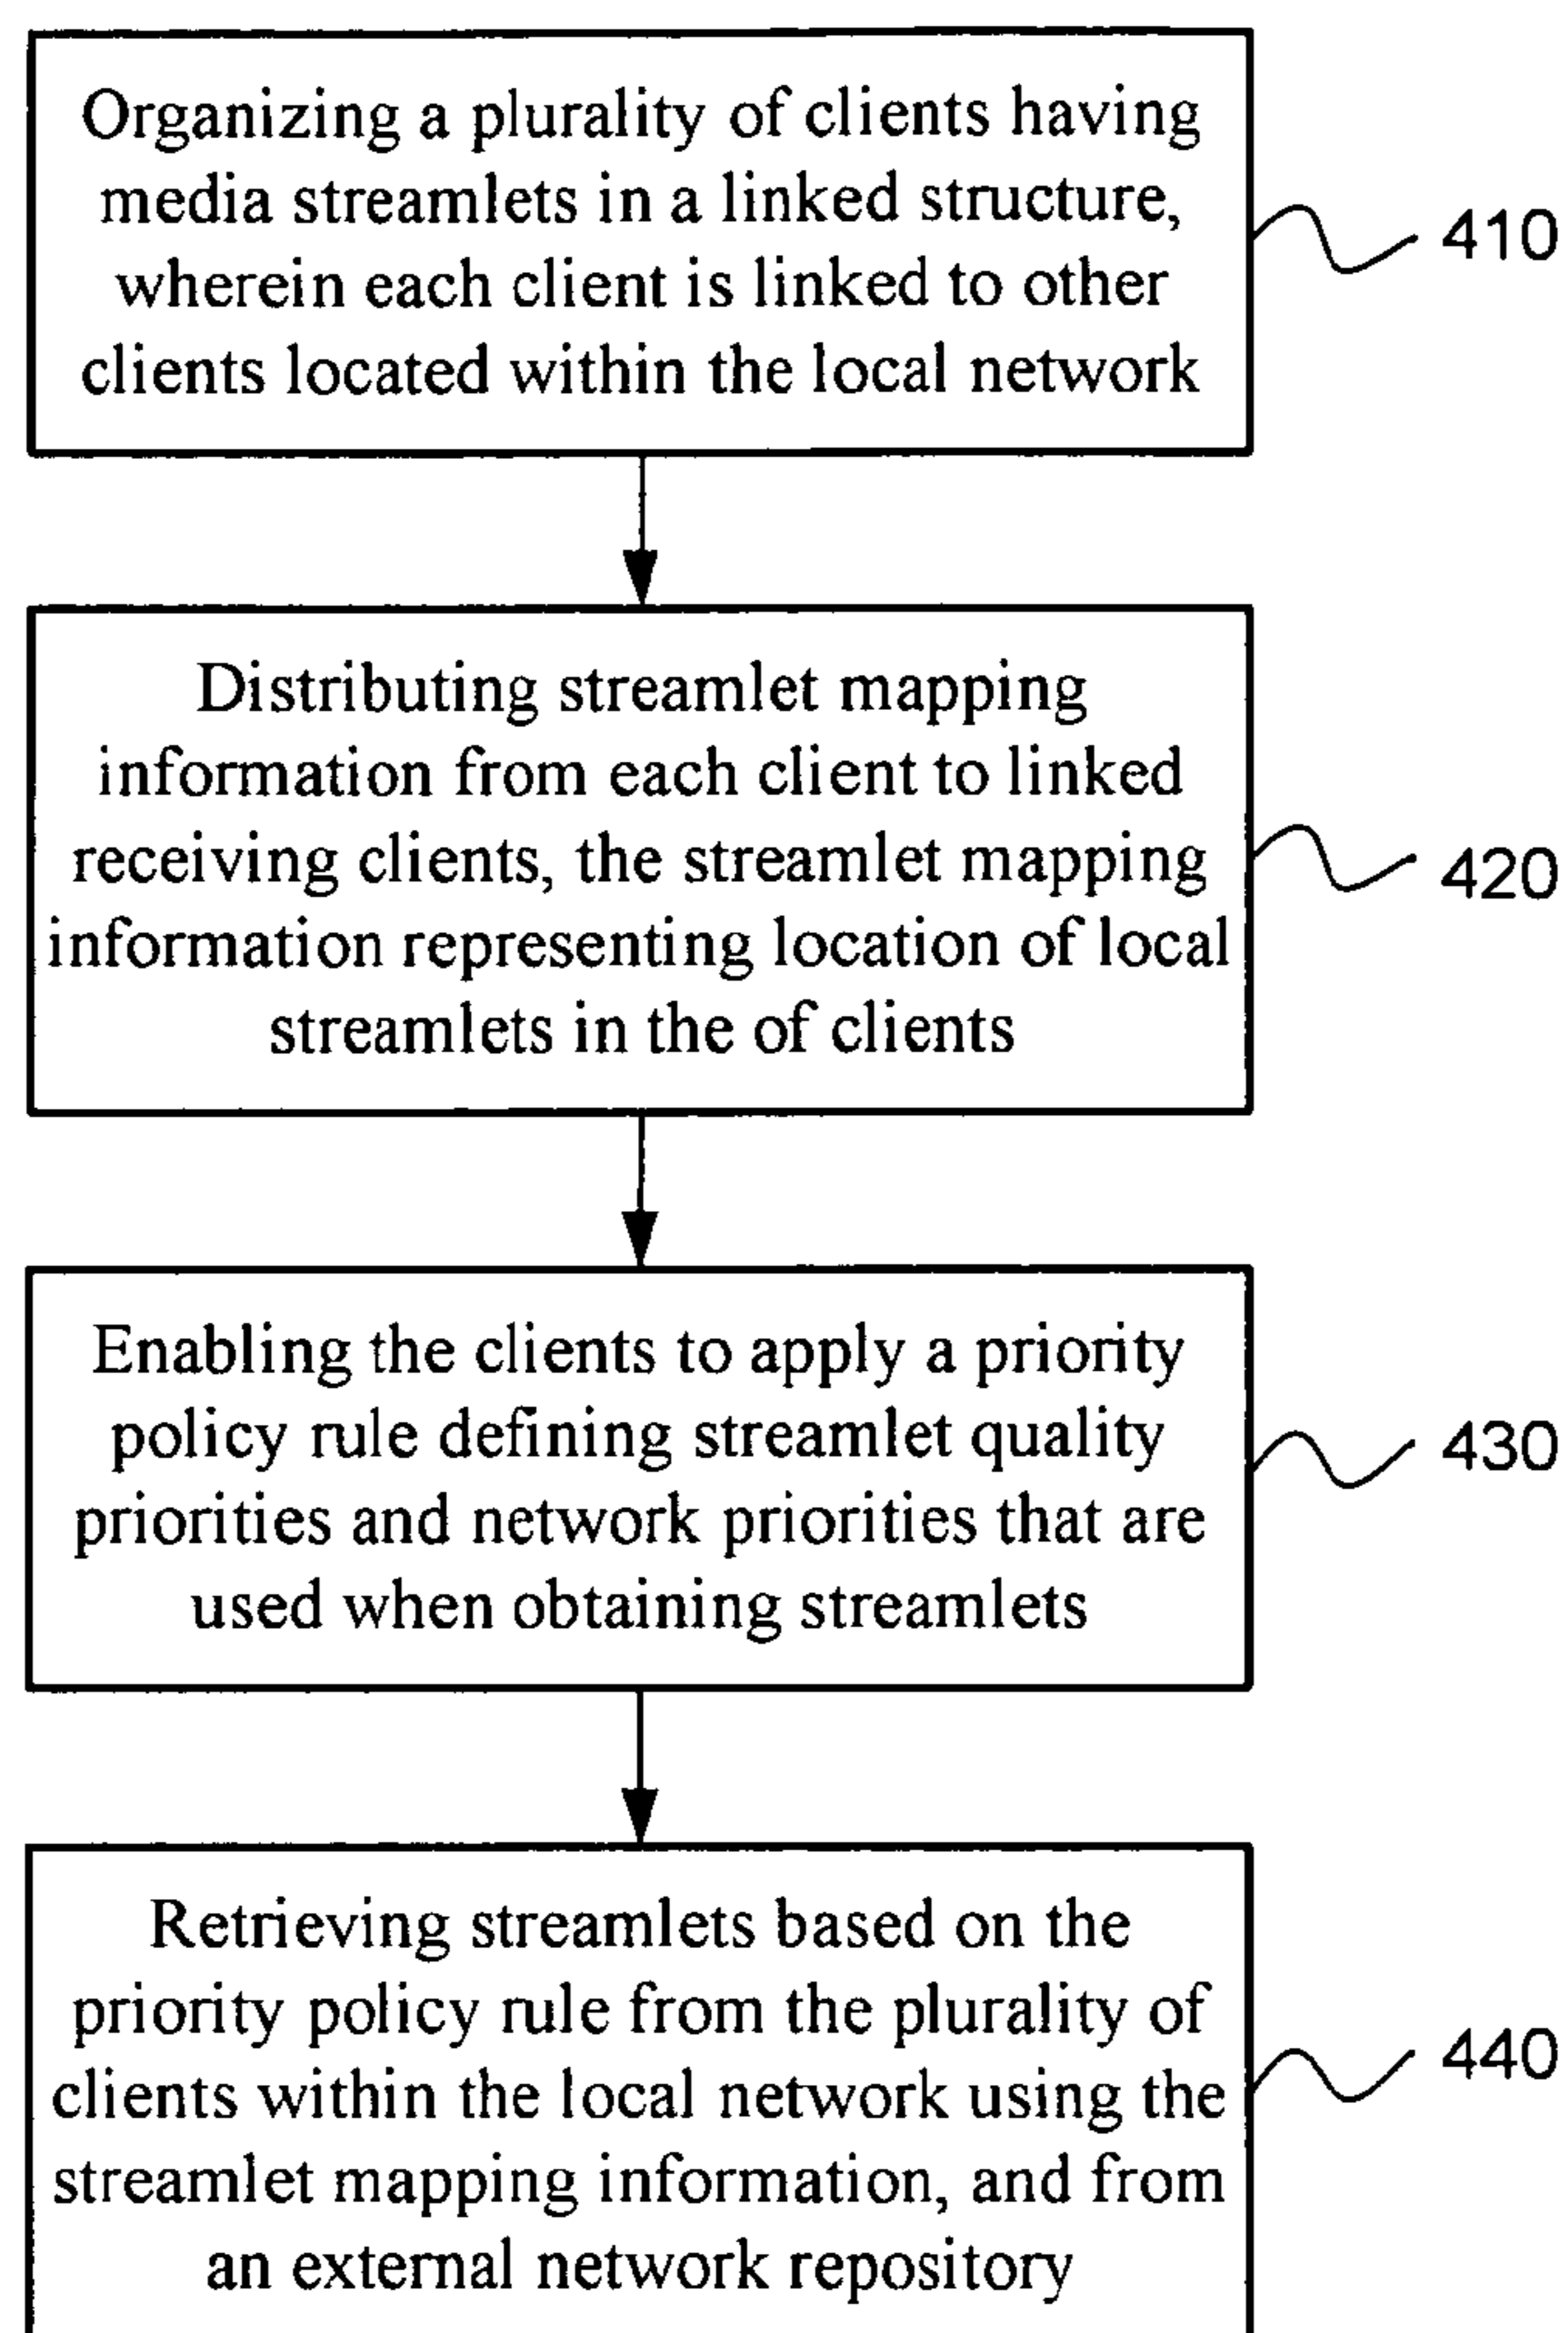 Organizing a plurality of clients having
media streamlets in a linked structure,
wherein each client is linked to other
clients located within the local network
410
Distributing streamlet mapping
information from each client to linked
receiving clients, the streamlet mapping
information representing location of local
streamlets in the of clients
420
Enabling the clients to apply a priority
policy rule defining streamlet quality
priorities and network priorities that are
used when obtaining streamlets
430
Retrieving streamlets based on the
priority policy rule from the plurality of
clients within the local network using the
streamlet mapping information, and from
an external network repository
440